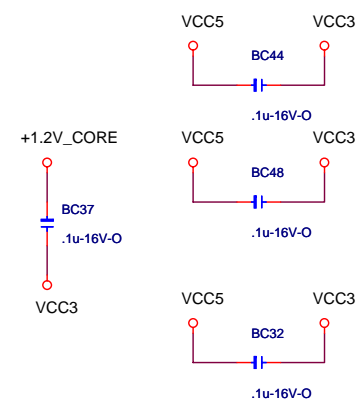 VCC5 VCC3
BC44
.1u-16V-O
+1.2V_CORE
BC37
.1u-16V-O
VCC3
VCC5 VCC3
BC48
.1u-16V-O
VCC5 VCC3
BC32
.1u-16V-O